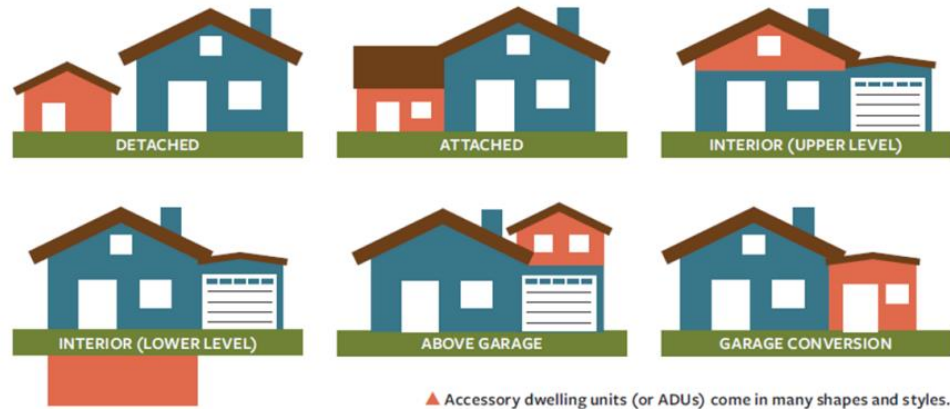 DETACHED
ATTACHED
INTERIOR (UPPER LEVEL)
INTERIOR (LOWER LEVEL)
ABOVE GARAGE
GARAGE CONVERSION
▲ Accessory dwelling units (or ADUs) come in many shapes and styles.